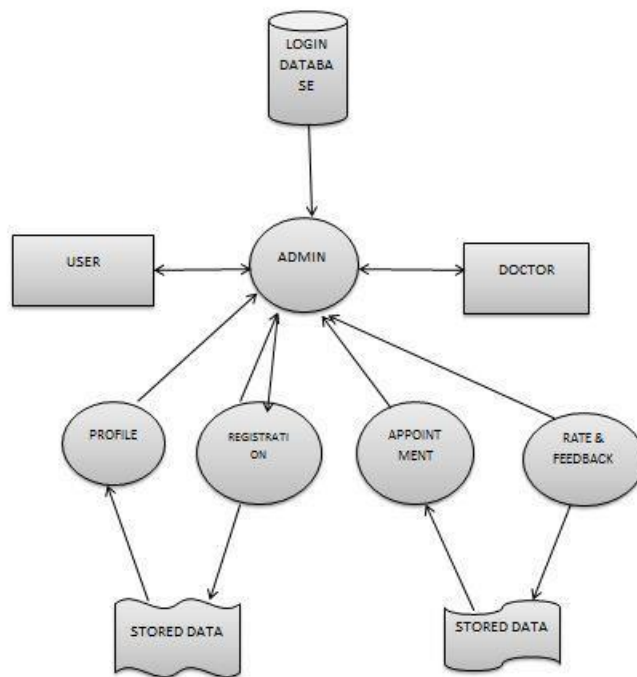 LOGIN
DATABA
SE
USER
ADMIN
DOCTOR
PROFILE
REGISTRATI
ON
APPOINT
MENT
RATE &
FEEDBACK
STORED DATA
STORED DATA